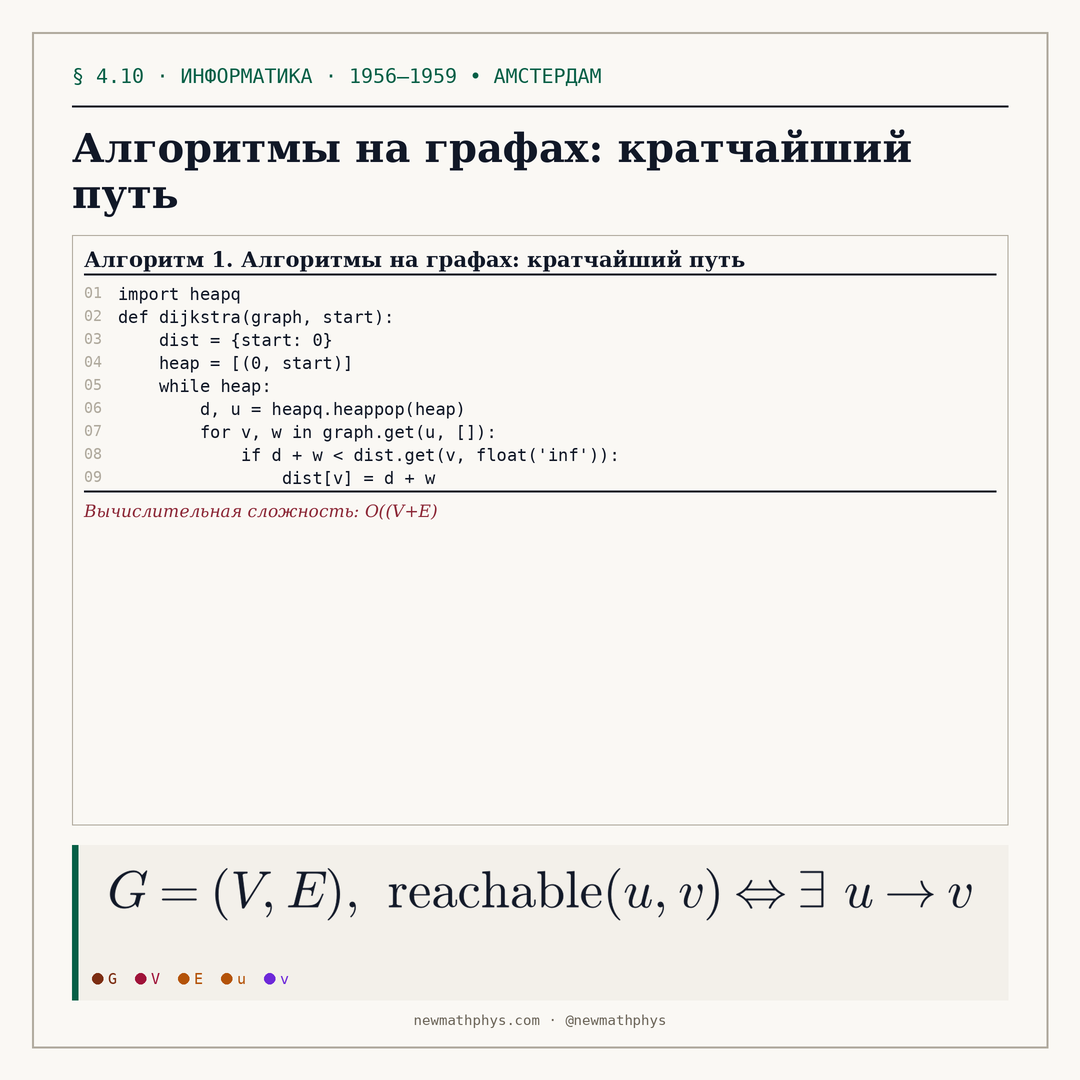 § 4.10 · ИНФОРМАТИКА · 1956—1959 • АМСТЕРДАМ
Алгоритмы на графах: кратчайший
путь
Алгоритм 1. Алгоритмы на графах: кратчайший путь
01 import heapq
02 def dijkstra(graph, start):
03     dist = {start: 0}
04     heap = [(0, start)]
05     while heap:
06         d, u = heapq.heappop(heap)
07         for v, w in graph.get(u, []):
08             if d + w < dist.get(v, float('inf')):
09                 dist[v] = d + w
Вычислительная сложность: O((V+E)
G = (V, E), reachable(u, v) ⇔ ∃ u → v
G V E u v
newmathphys.com · @newmathphys